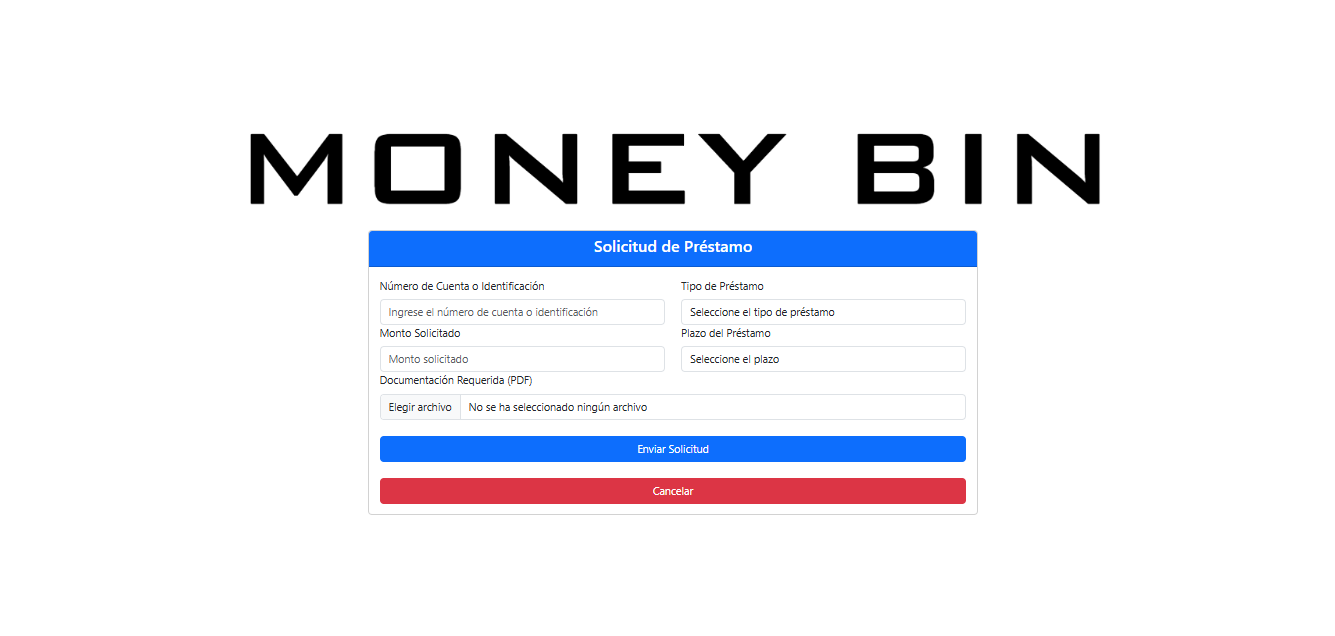 MONEY BIN
Solicitud de Préstamo
Número de Cuenta o Identificación
Tipo de Préstamo
Ingrese el número de cuenta o identificación
Seleccione el tipo de préstamo
Monto Solicitado
Plazo del Préstamo
Monto solicitado
Seleccione el plazo
Documentación Requerida (PDF)
Elegir archivo No se ha seleccionado ningún archivo
Enviar Solicitud
Cancelar